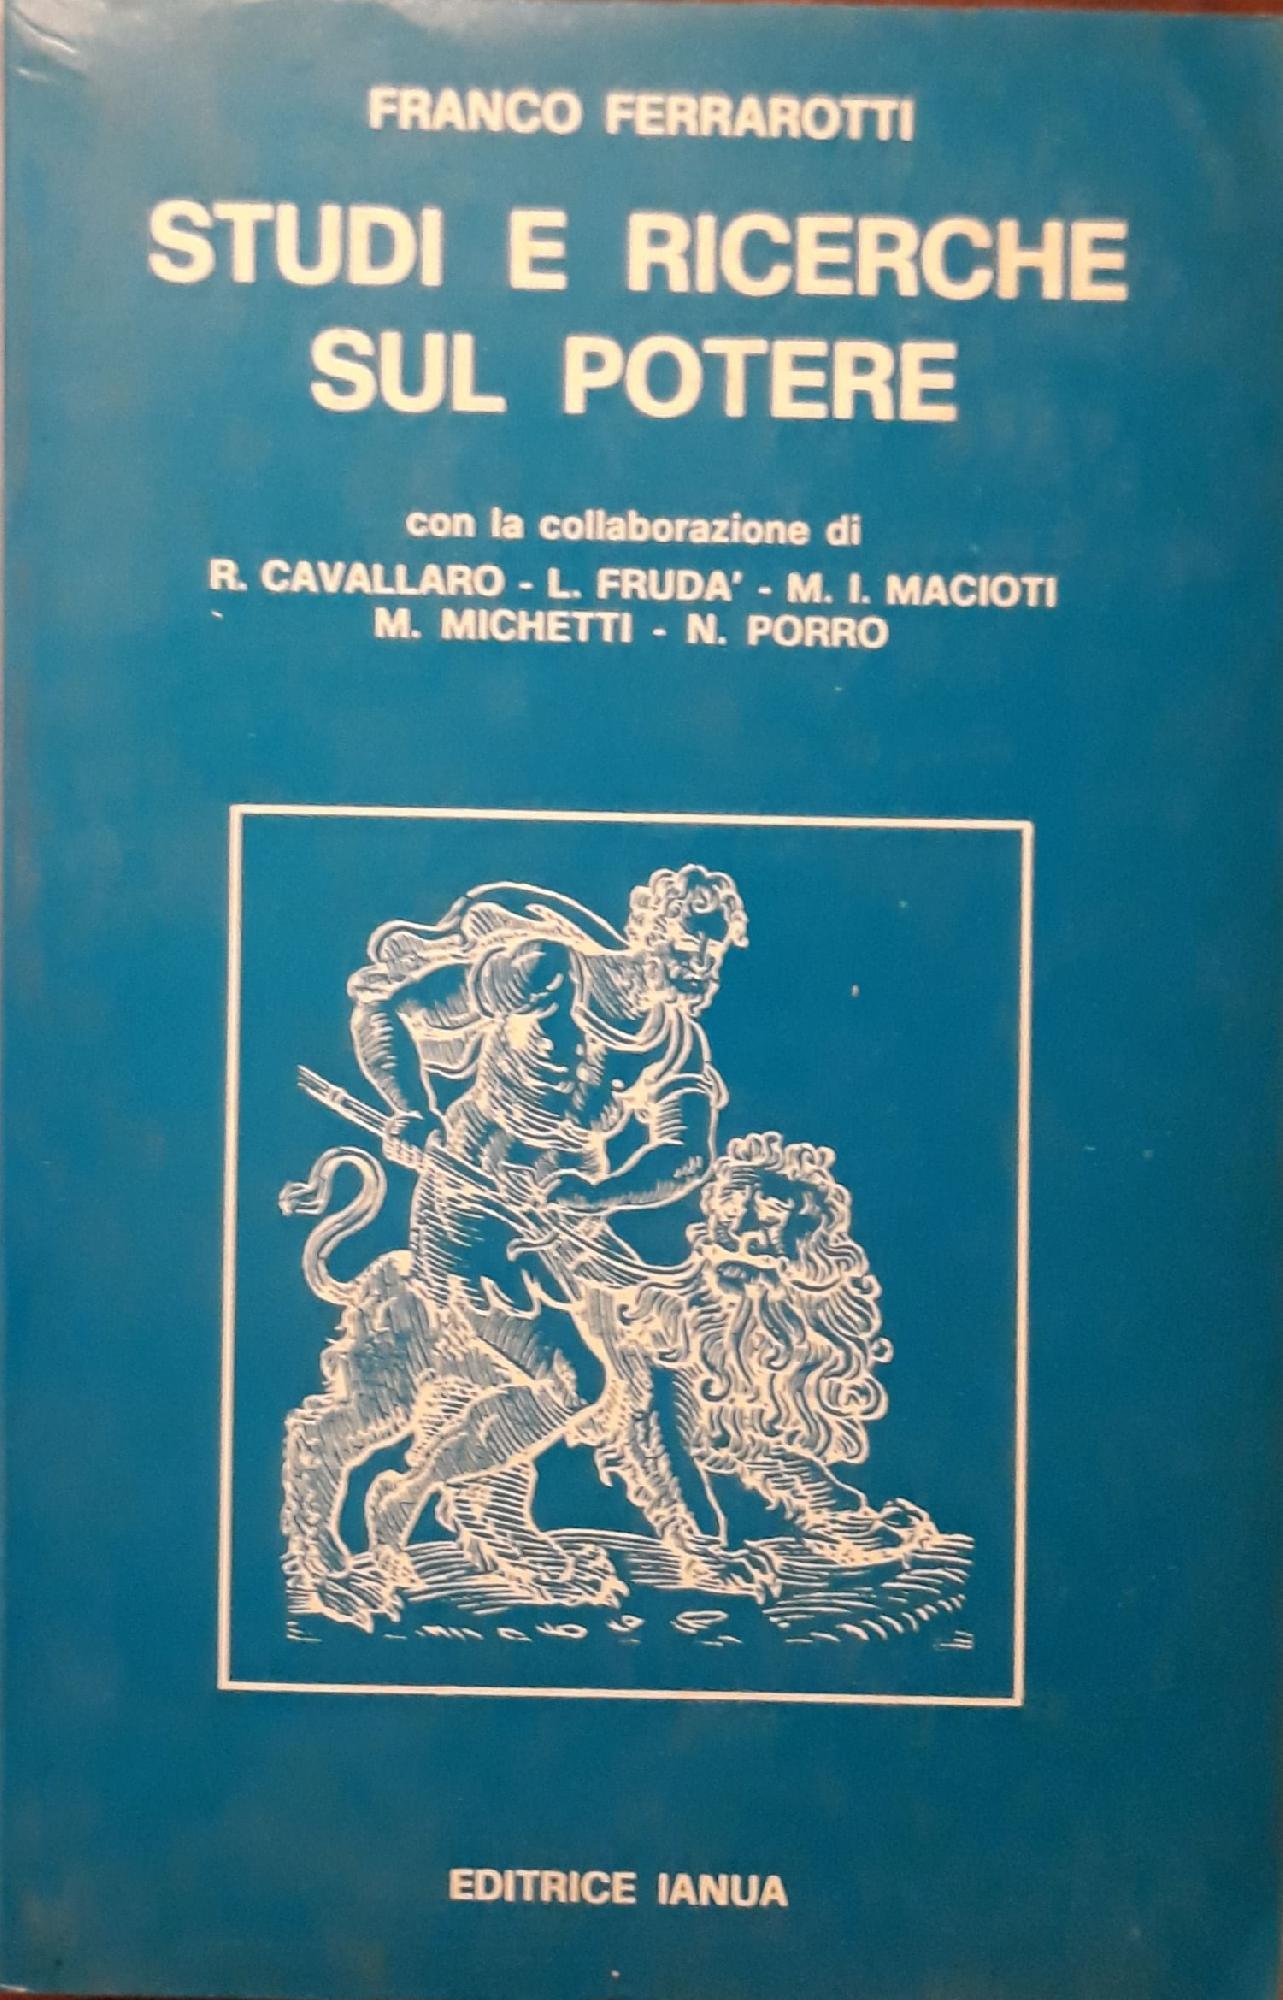 FRANCO FERRAROTTI
STUDI E RICERCHE
SUL POTERE
con la collaborazione di
R. CAVALLARO - L. FRUDA' - M. I. MACIOTI
M. MICHETTI - N. PORRO
EDITRICE IANUA